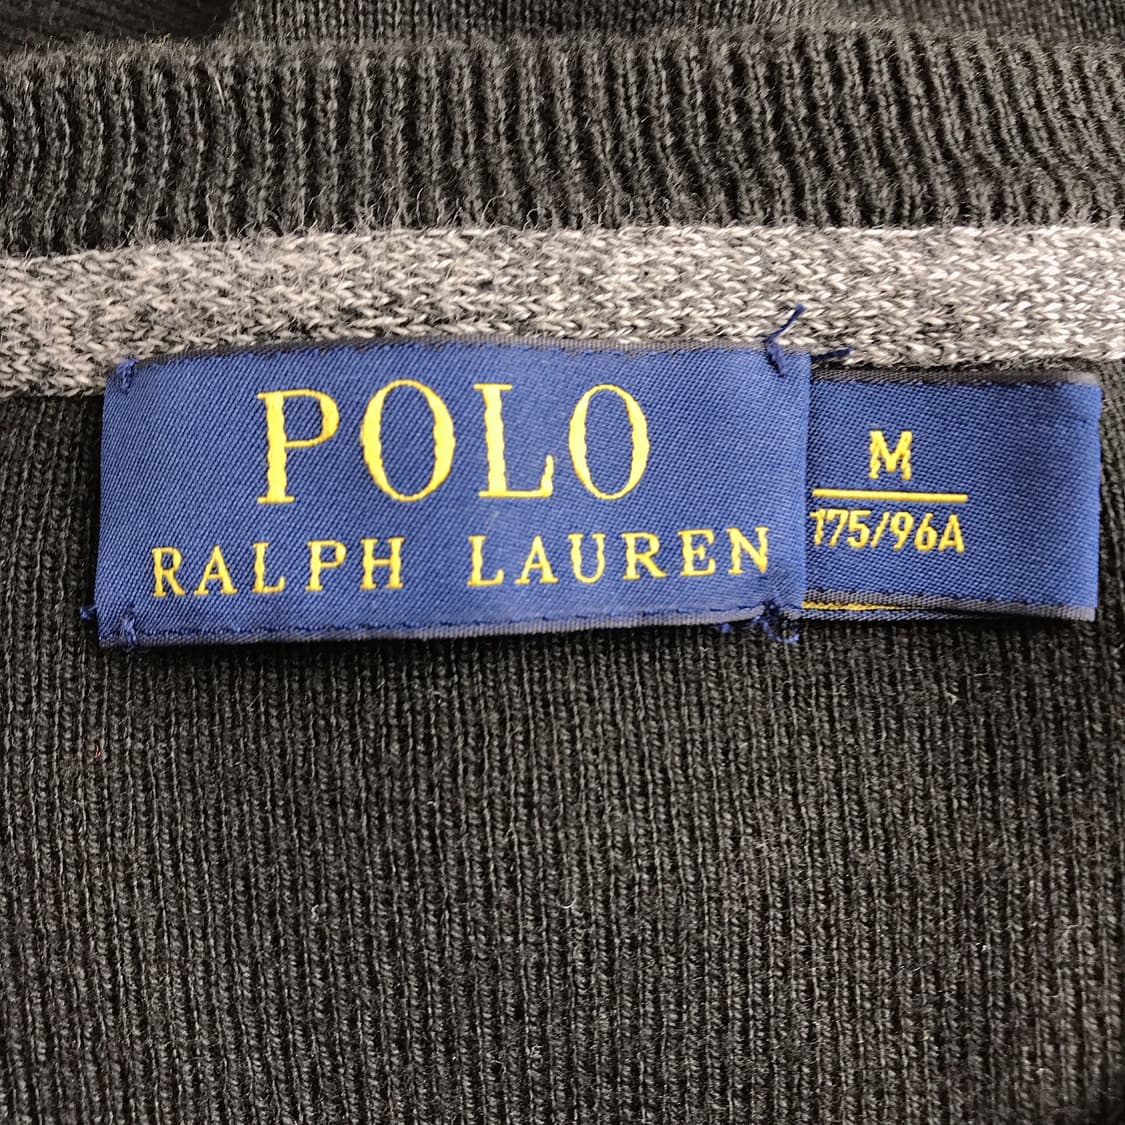 POLO
RALPH LAUREN
M
175/96A